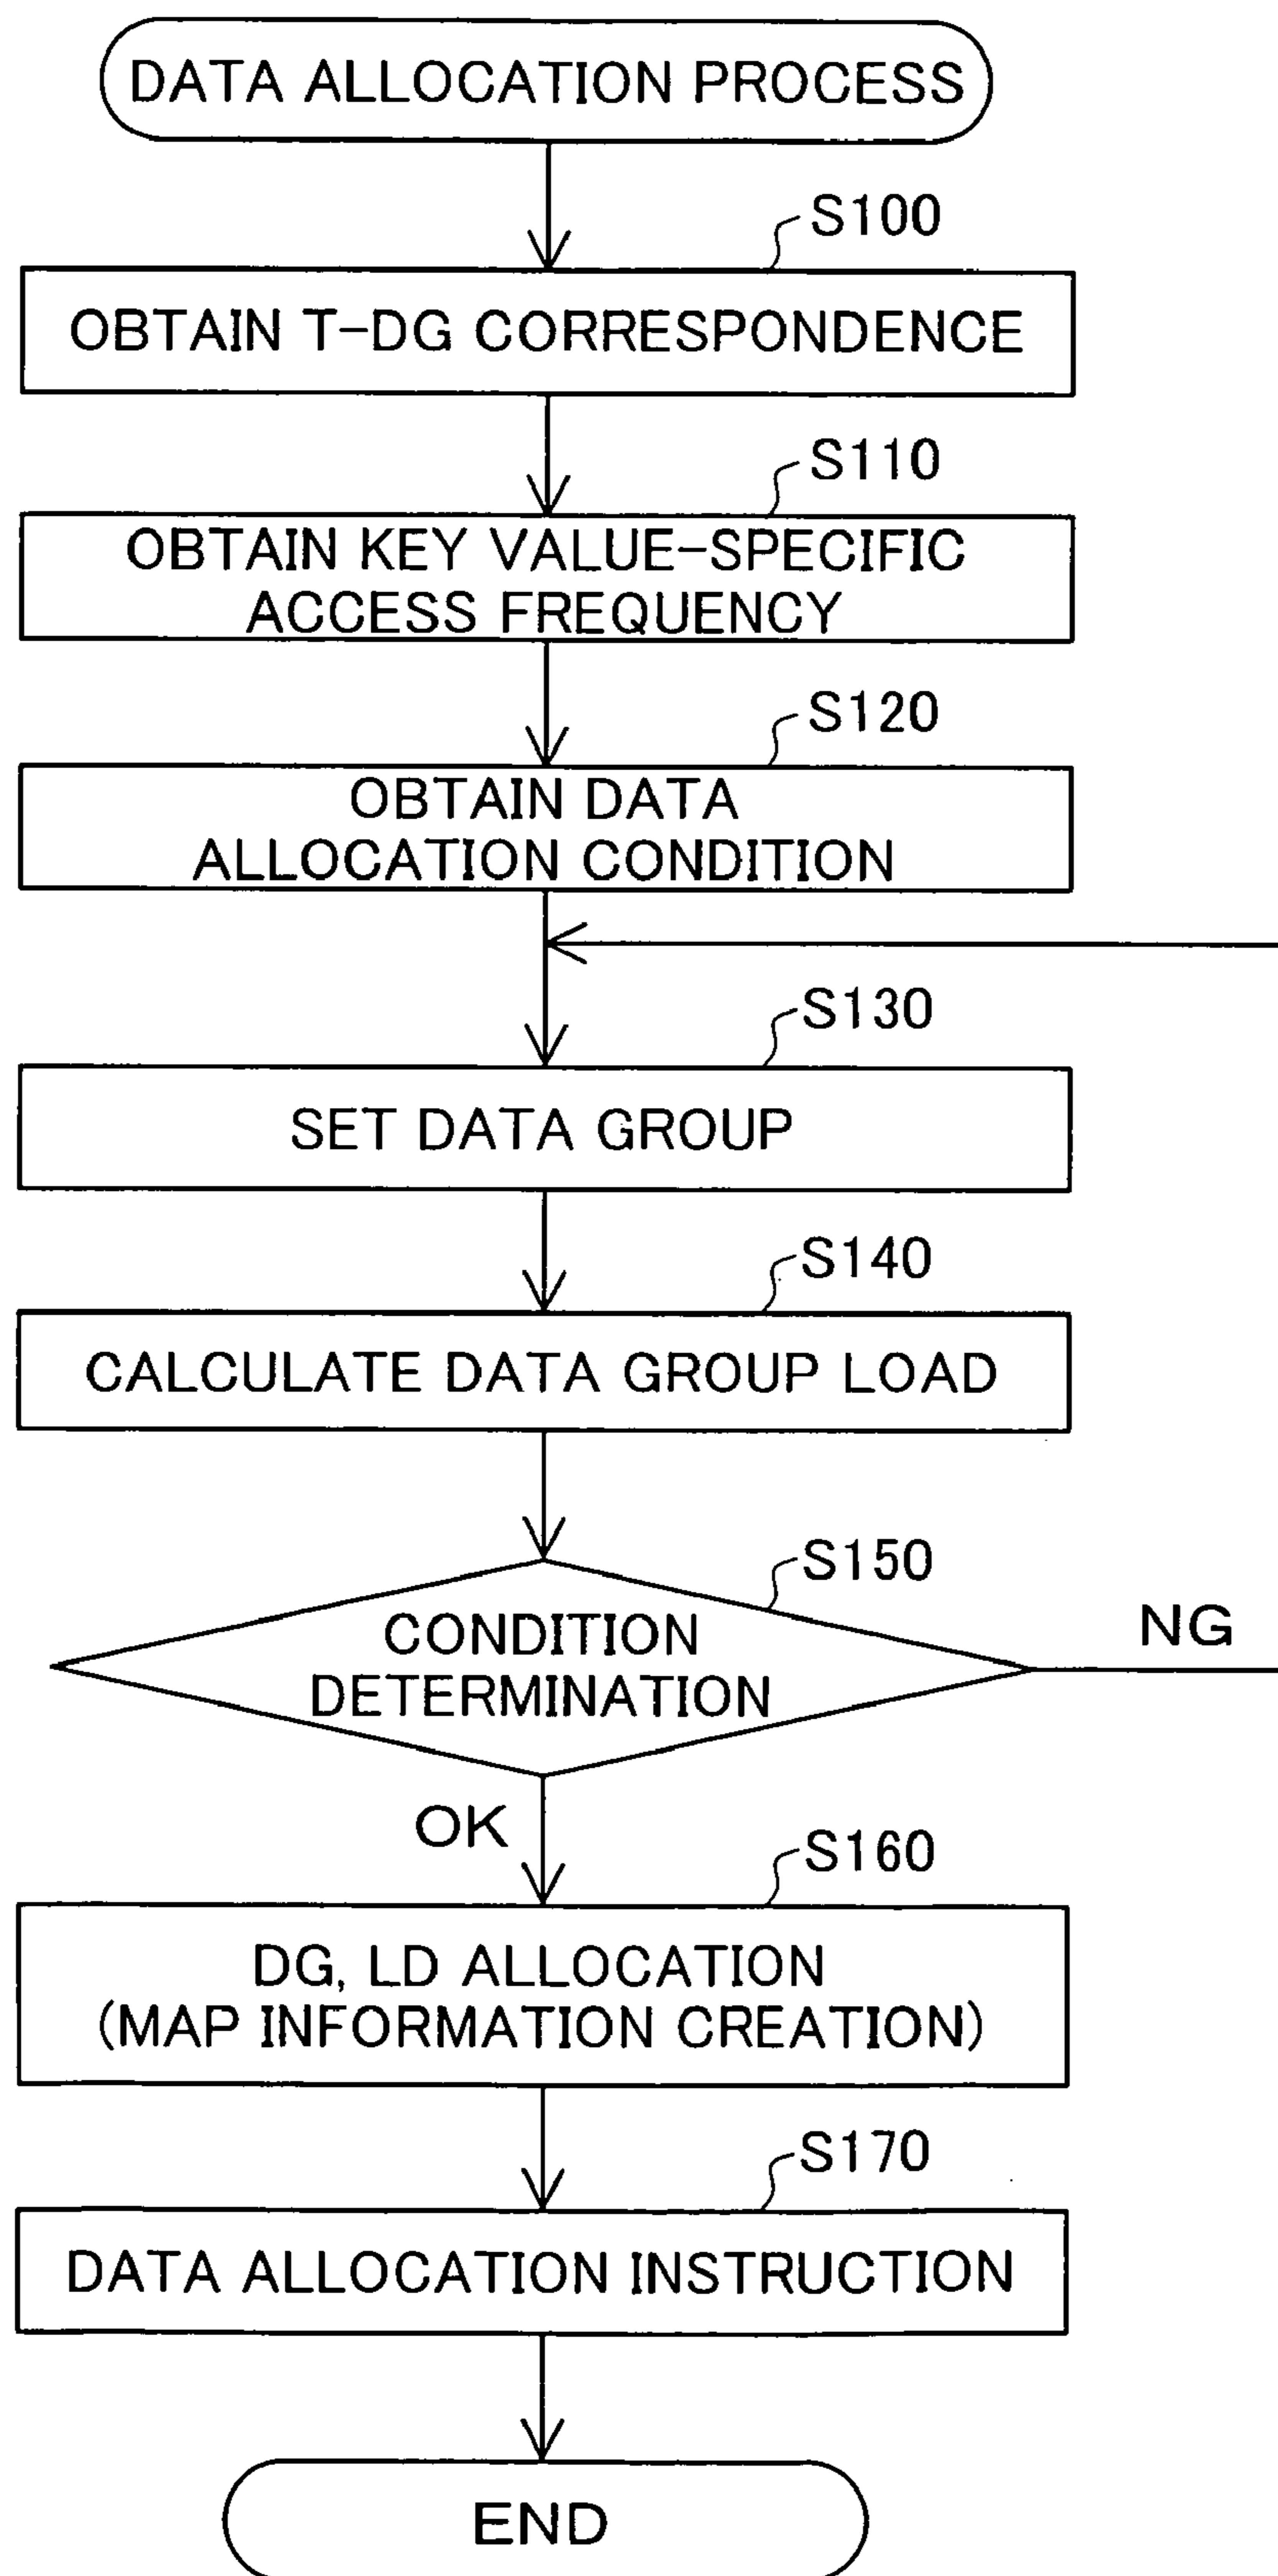 DATA ALLOCATION PROCESS
S100
OBTAIN T-DG CORRESPONDENCE
S110
OBTAIN KEY VALUE-SPECIFIC
ACCESS FREQUENCY
S120
OBTAIN DATA
ALLOCATION CONDITION
S130
SET DATA GROUP
S140
CALCULATE DATA GROUP LOAD
S150
CONDITION
DETERMINATION
NG
OK
S160
DG, LD ALLOCATION
(MAP INFORMATION CREATION)
S170
DATA ALLOCATION INSTRUCTION
END